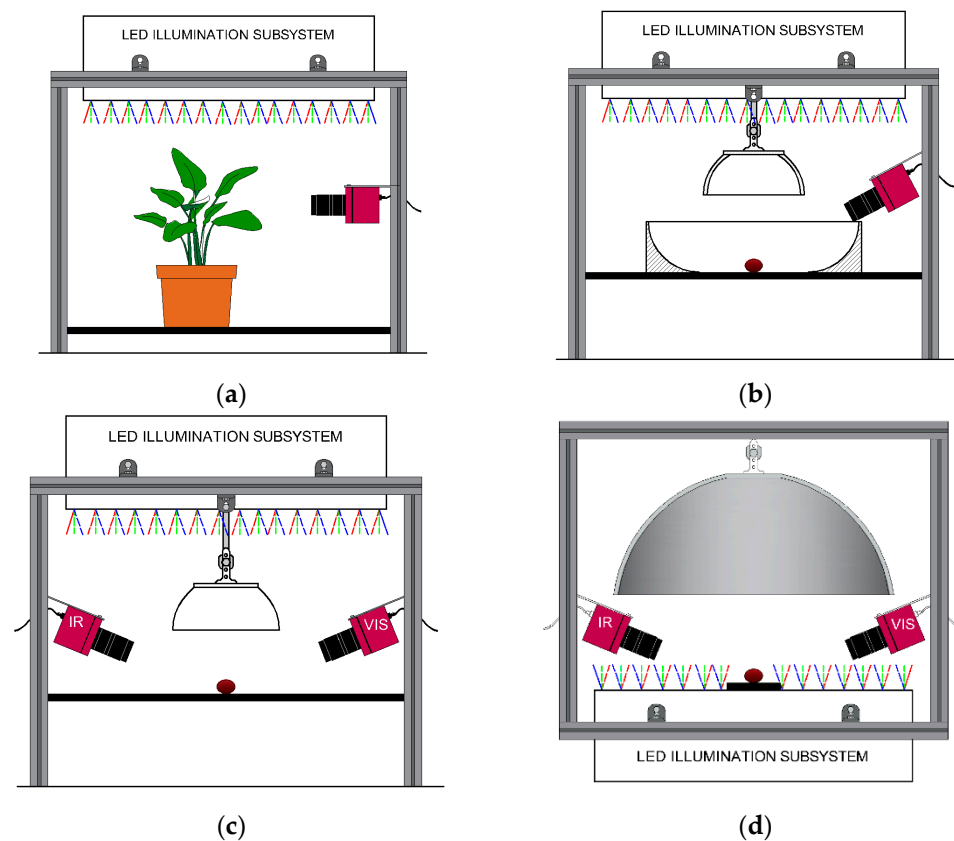 LED ILLUMINATION SUBSYSTEM
(a)
LED ILLUMINATION SUBSYSTEM
(b)
LED ILLUMINATION SUBSYSTEM
IR
VIS
(c)
IR
VIS
LED ILLUMINATION SUBSYSTEM
(d)